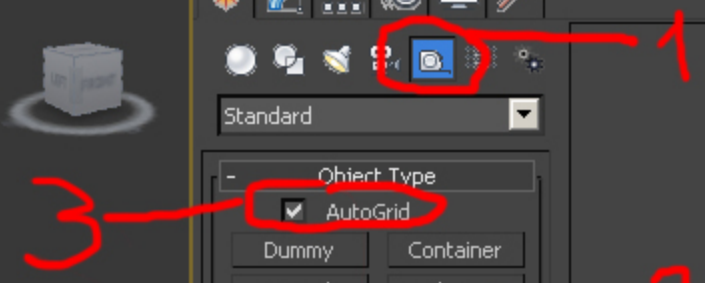 1
Standard
- Object Type
3
AutoGrid
Dummy Container